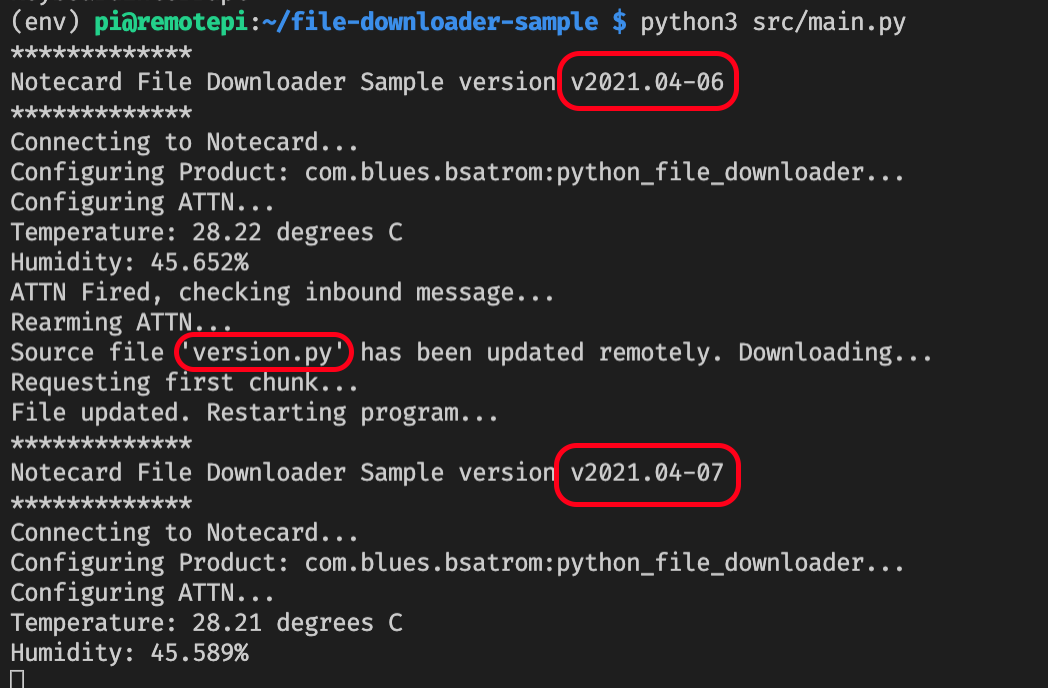 (env) pi@remotepi:~/file-downloader-sample $ python3 src/main.py
*************
Notecard File Downloader Sample version v2021.04-06
*************
Connecting to Notecard...
Configuring Product: com.blues.bsatrom:python_file_downloader...
Configuring ATTN...
Temperature: 28.22 degrees C
Humidity: 45.652%
ATTN Fired, checking inbound message...
Rearming ATTN...
Source file 'version.py' has been updated remotely. Downloading...
Requesting first chunk...
File updated. Restarting program...
*************
Notecard File Downloader Sample version v2021.04-07
*************
Connecting to Notecard...
Configuring Product: com.blues.bsatrom:python_file_downloader...
Configuring ATTN...
Temperature: 28.21 degrees C
Humidity: 45.589%